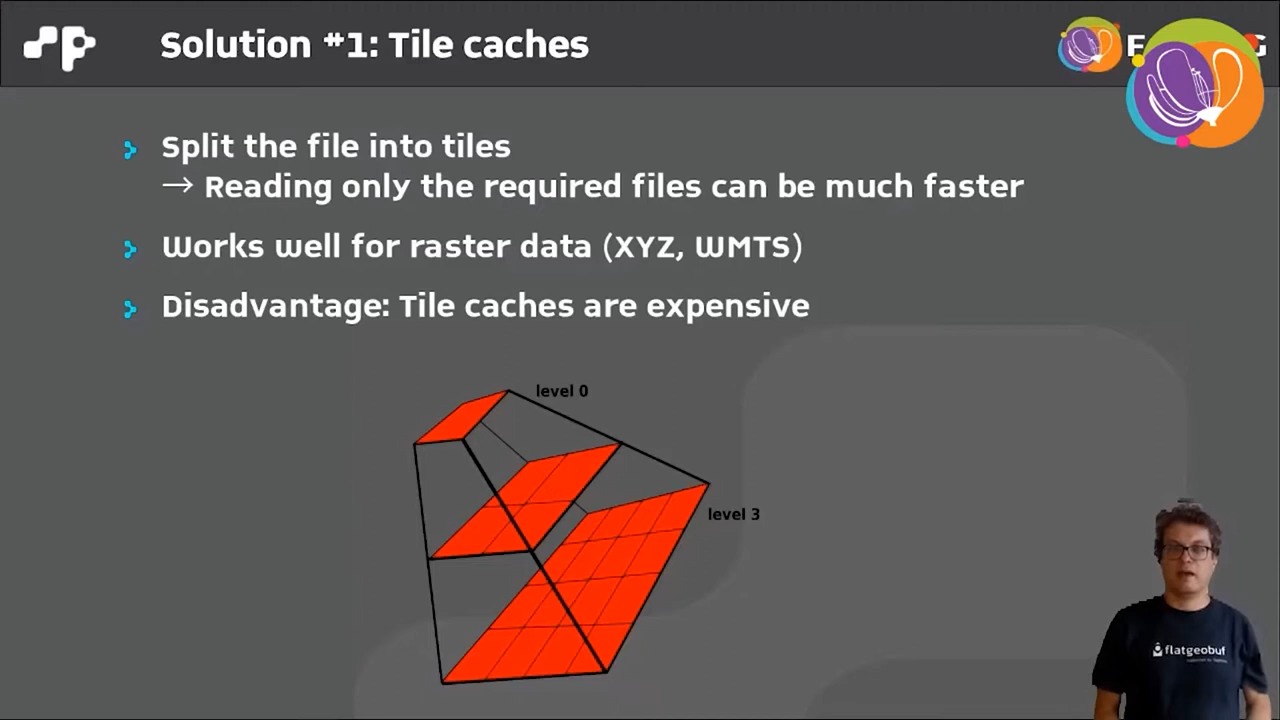 Solution #1: Tile caches
Split the file into tiles
→ Reading only the required files can be much faster
Works well for raster data (XYZ, WMTS)
Disadvantage: Tile caches are expensive
level 0
level 3
flatgeobuf